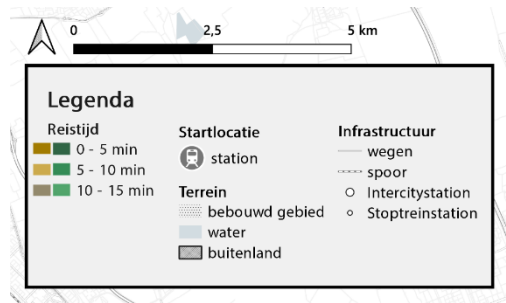 0 2,5 5 km
Legenda
Reistijd
0 - 5 min
5 - 10 min
10 - 15 min
Startlocatie
station
Terrein
bebouwd gebied
water
buitenland
Infrastructuur
wegen
spoor
Intercitystation
Stoptreinstation